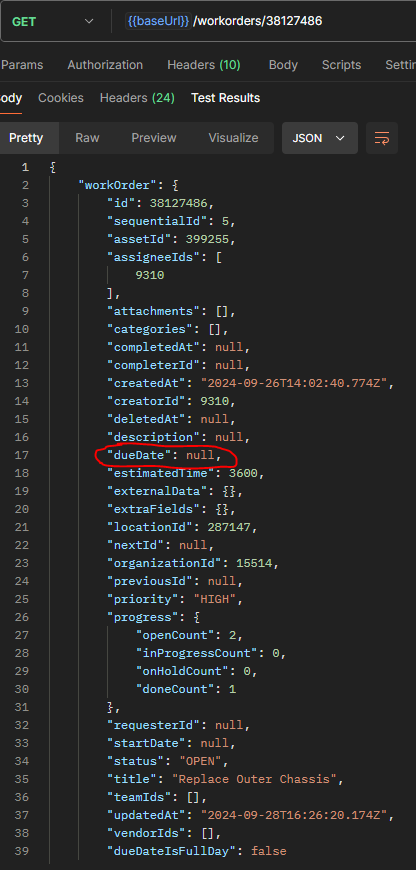 GET {{baseUrl}}/workorders/38127486
Params Authorization Headers (10) Body Scripts Settin
ody Cookies Headers (24) Test Results
Pretty Raw Preview Visualize JSON
1 {
2 "workOrder": {
3 "id": 38127486,
4 "sequentialId": 5,
5 "assetId": 399255,
6 "assigneeIds": [
7 9310
8 ],
9 "attachments": [],
10 "categories": [],
11 "completedAt": null,
12 "completerId": null,
13 "createdAt": "2024-09-26T14:02:40.774Z",
14 "creatorId": 9310,
15 "deletedAt": null,
16 "description": null,
17 "dueDate": null,
18 "estimatedTime": 3600,
19 "externalData": {},
20 "extraFields": {},
21 "locationId": 287147,
22 "nextId": null,
23 "organizationId": 15514,
24 "previousId": null,
25 "priority": "HIGH",
26 "progress": {
27 "openCount": 2,
28 "inProgressCount": 0,
29 "onHoldCount": 0,
30 "doneCount": 1
31 },
32 "requesterId": null,
33 "startDate": null,
34 "status": "OPEN",
35 "title": "Replace Outer Chassis",
36 "teamIds": [],
37 "updatedAt": "2024-09-28T16:26:20.174Z",
38 "vendorIds": [],
39 "dueDateIsFullDay": false